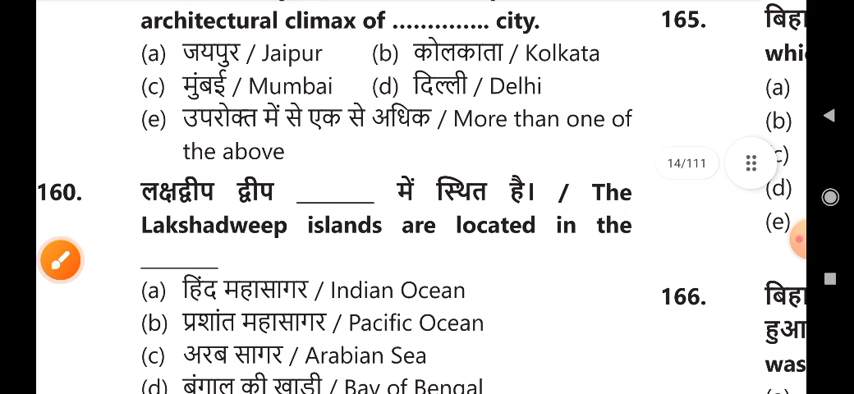 architectural climax of .............. city.
(a) जयपुर / Jaipur (b) कोलकाता / Kolkata
(c) मुंबई / Mumbai (d) दिल्ली / Delhi
(e) उपरोक्त में से एक से अधिक / More than one of
the above
160. लक्षद्वीप द्वीप ________ में स्थित है। / The
Lakshadweep islands are located in the
________
(a) हिंद महासागर / Indian Ocean
(b) प्रशांत महासागर / Pacific Ocean
(c) अरब सागर / Arabian Sea
(d) बंगाल की खाड़ी / Bay of Bengal
14/111
165.
(a)
(b)
(d)
(e)
166.
was